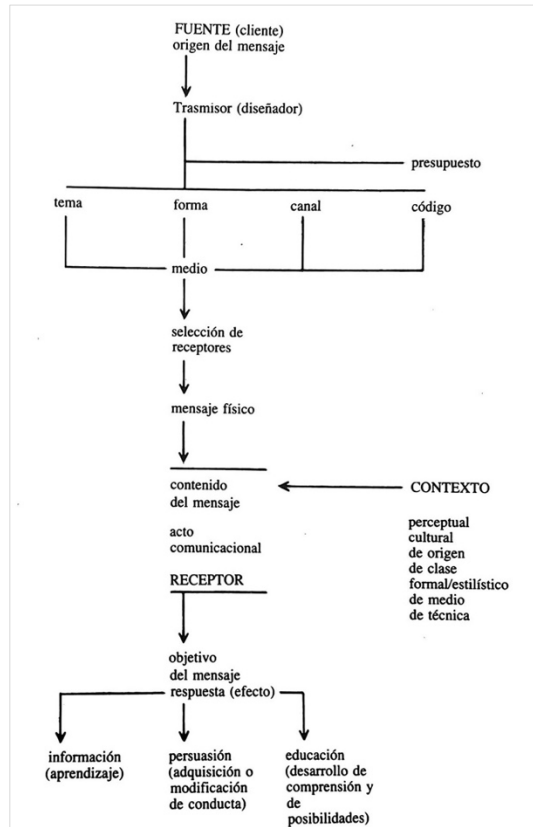 FUENTE (cliente)
origen del mensaje
Trasmisor (diseñador)
presupuesto
tema
forma
canal
código
medio
selección de
receptores
mensaje físico
contenido
del mensaje
acto
comunicacional
RECEPTOR
CONTEXTO
perceptual
cultural
de origen
de clase
formal/estilístico
de medio
de técnica
objetivo
del mensaje
respuesta (efecto)
información
(aprendizaje)
persuasión
(adquisición o
modificación
de conducta)
educación
(desarrollo de
comprensión y
de
posibilidades)